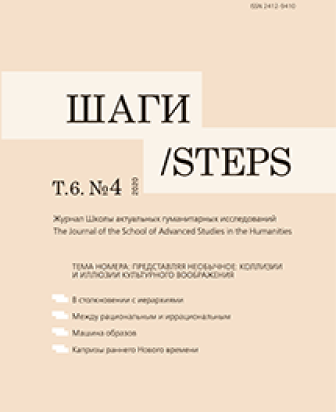 ISSN 2412-9410
ШАГИ
/STEPS
Т.6. №4 2020
Журнал Школы актуальных гуманитарных исследований
The Journal of the School of Advanced Studies in the Humanities
ТЕМА НОМЕРА: ПРЕДСТАВЛЯЯ НЕОБЫЧНОЕ: КОЛЛИЗИИ
И ИЛЛЮЗИИ КУЛЬТУРНОГО ВООБРАЖЕНИЯ
В столкновении с иерархиями
Между рациональным и иррациональным
Машина образов
Капризы раннего Нового времени